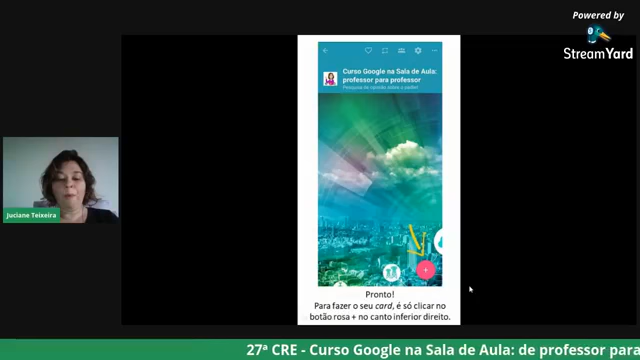 Powered by
StreamYard
Curso Google na Sala de Aula:
professor para professor
Pesquisa de opinião sobre o padlet
Juciane Teixeira
Pronto!
Para fazer o seu card, é só clicar no
botão rosa + no canto inferior direito.
27ª CRE - Curso Google na Sala de Aula: de professor para